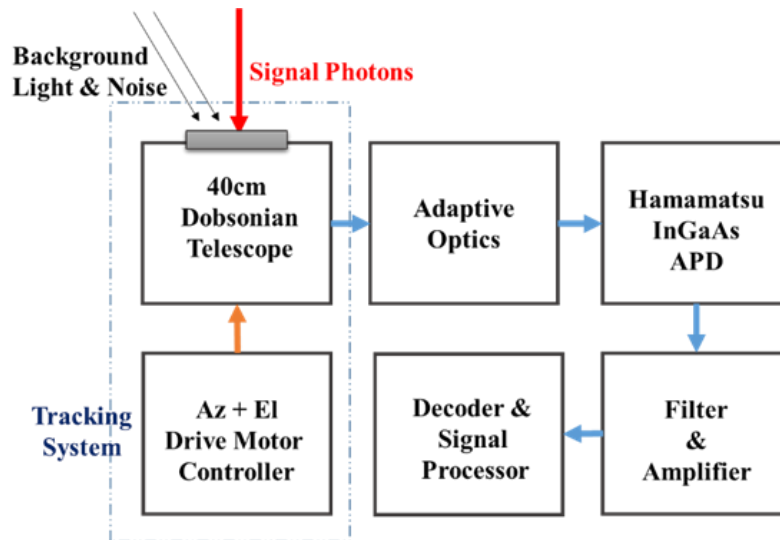 Background
Light & Noise
Signal Photons
40cm
Dobsonian
Telescope
Adaptive
Optics
Hamamatsu
InGaAs
APD
Tracking
System
Az + El
Drive Motor
Controller
Decoder &
Signal
Processor
Filter
&
Amplifier